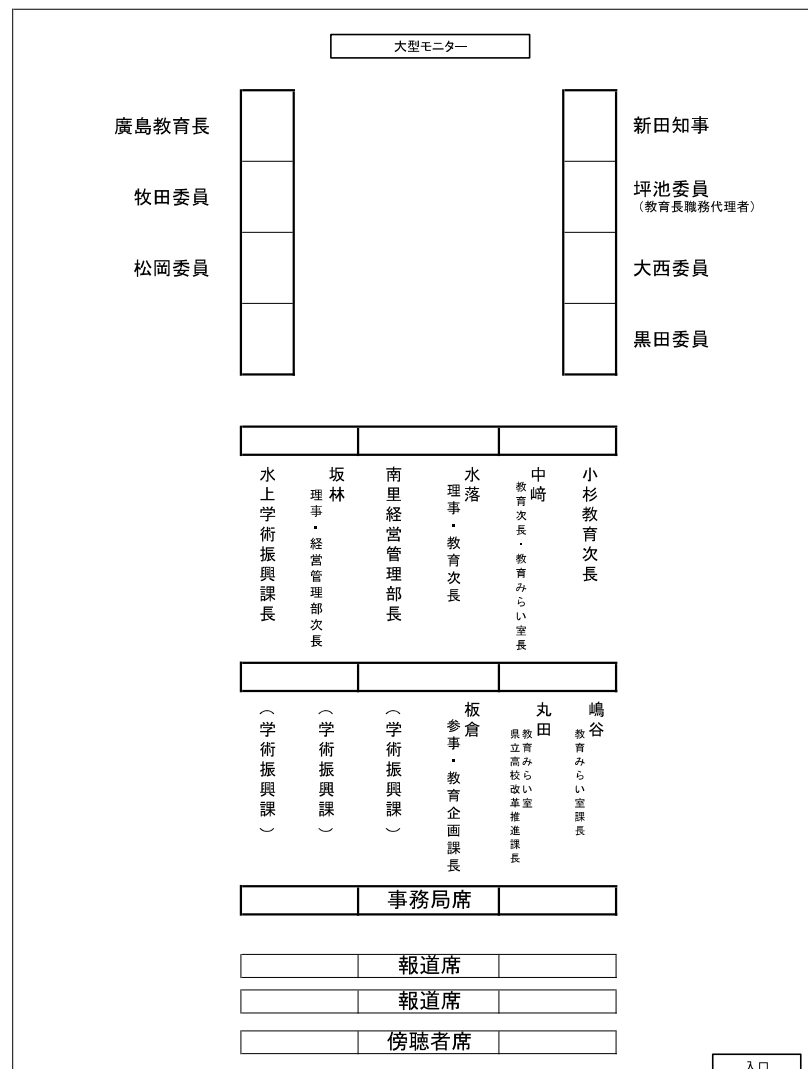 大型モニター
廣島教育長
牧田委員
松岡委員
新田知事
坪池委員
（教育長職務代理者）
大西委員
黒田委員
水上学術振興課長
坂林
理事・経営管理部次長
南里経営管理部長
水落
理事・教育次長
中﨑
教育次長・教育みらい室長
小杉教育次長
（学術振興課）
（学術振興課）
（学術振興課）
板倉
参事・教育企画課長
丸田
教育みらい室
県立高校改革推進課長
嶋谷
教育みらい室課長
事務局席
報道席
報道席
傍聴者席
入口